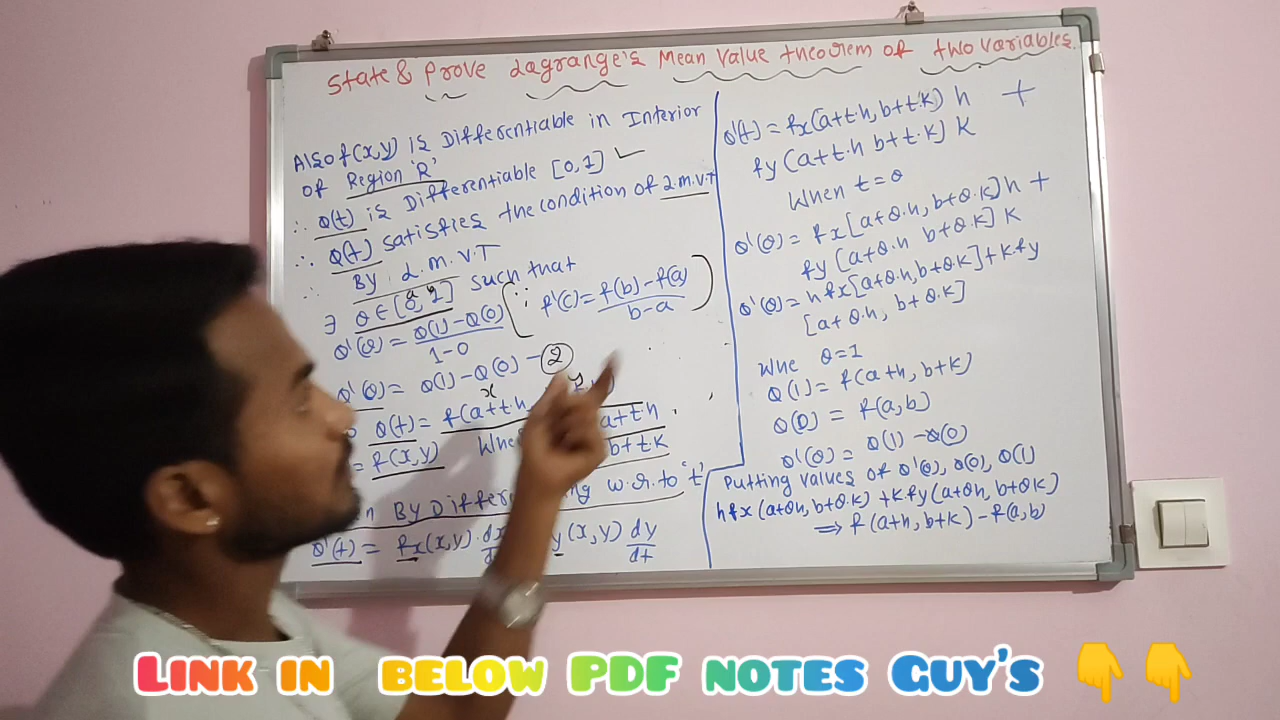 State & Prove Lagrange's Mean Value theorem of two variables.
Also f(x,y) is Differentiable in Interior
of Region 'R'
∴ Q(t) is Differentiable [0,1] ✓
∴ Q(t) satisfies the condition of L.M.V.T
∴ By L.M.V.T
∃ θ ∈ [0,1] such that
a
Q'(θ) = Q(1)-Q(0)/1-0 (∵ f'(c) = f(b)-f(a)/b-a)
Q'(θ) = Q(1)-Q(0) - ②
x
Q(t) = f(a+t.h
a+t.h
= f(x,y)
b+t.k
By w.r.to 't'
Q'(t) = fx(x,y).dx/dt y(x,y) dy/dt
Q'(t) = fx(a+t.h, b+t.k) h +
fy (a+t.h b+t.k) k
When t=θ
Q'(θ) = fx[a+θ.h, b+θ.k]h +
fy[a+θ.h b+θ.k] k
Q'(θ) = hfx[a+θ.h, b+θ.k]+kfy
[a+θ.h, b+θ.k]
Whe θ=1
Q(1) = f(a+h, b+k)
Q(0) = f(a,b)
Q'(θ) = Q(1)-Q(0)
Putting values of Q'(θ), Q(0), Q(1)
hfx(a+θh, b+θ.k) +kfy(a+θh, b+θk)
⇒ f(a+h, b+k)-f(a,b)
Link in below PDF notes Guy's 👇👇